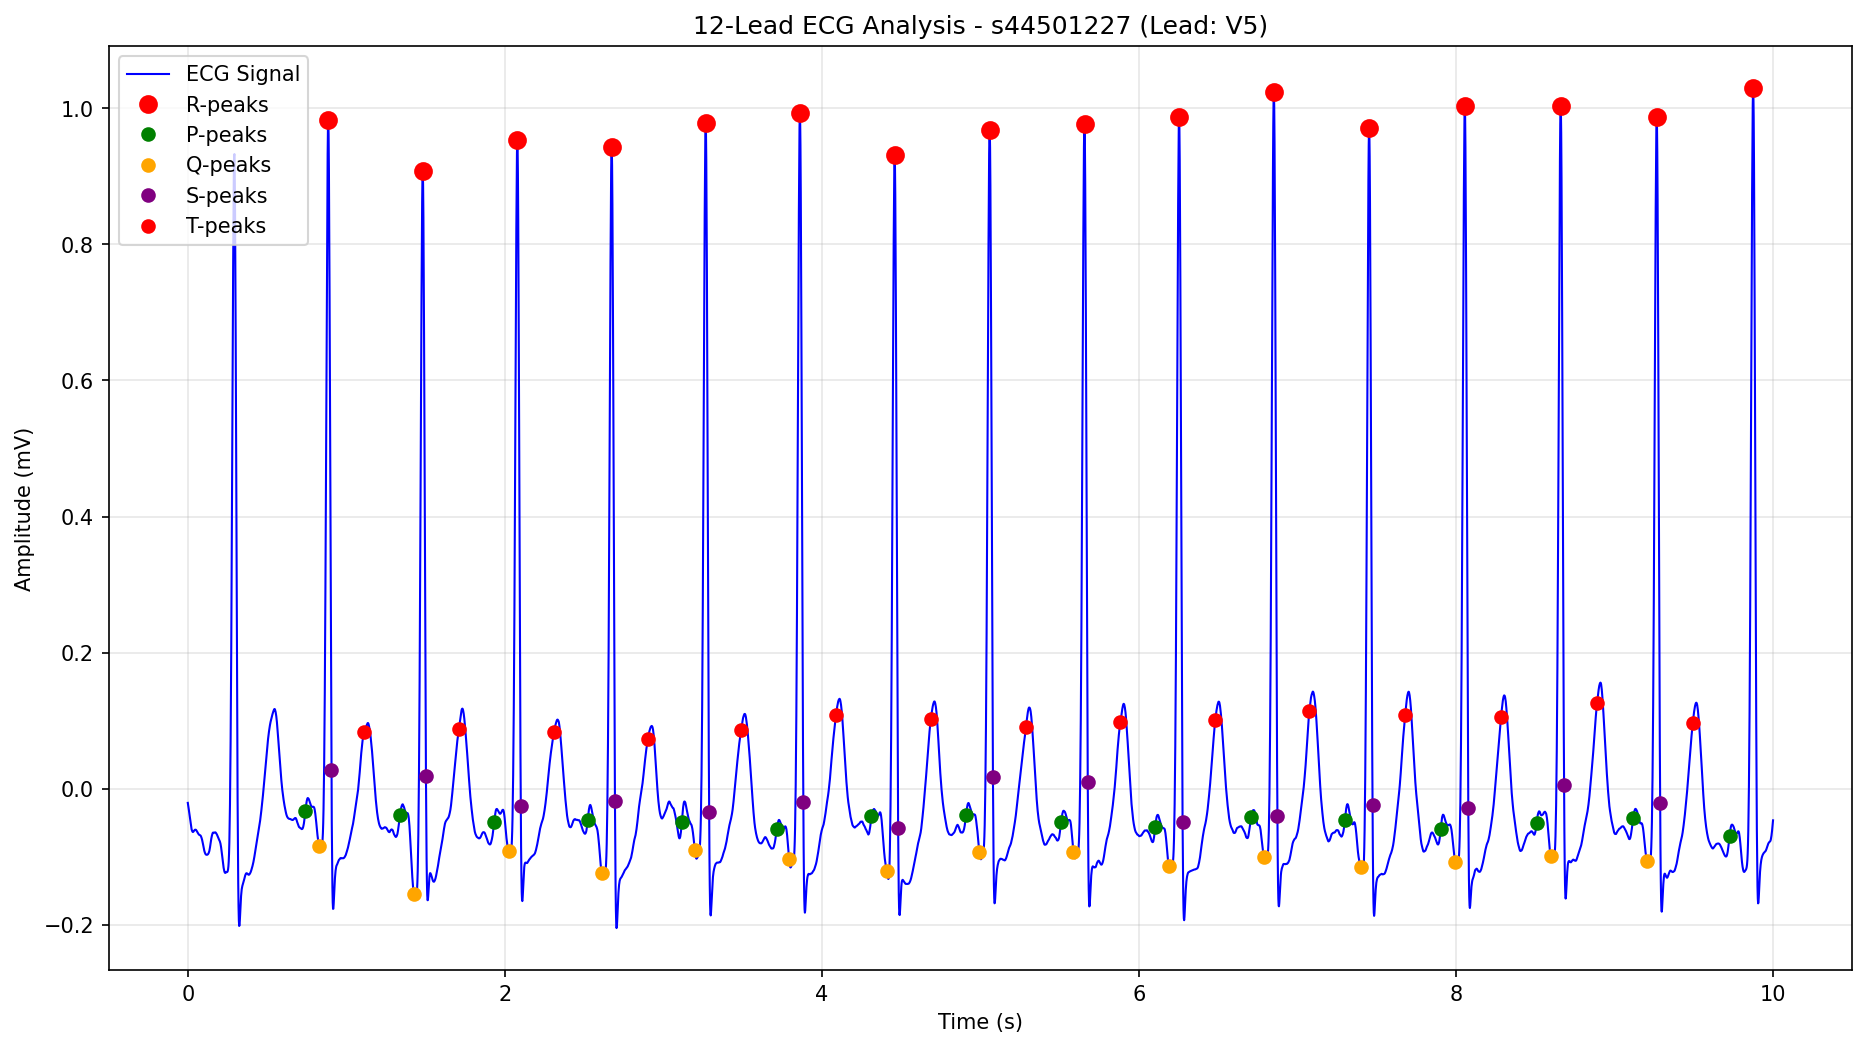 12-Lead ECG Analysis - s44501227 (Lead: V5)
ECG Signal
R-peaks
P-peaks
Q-peaks
S-peaks
T-peaks
Amplitude (mV)
1.0
0.8
0.6
0.4
0.2
0.0
−0.2
0 2 4 6 8 10
Time (s)